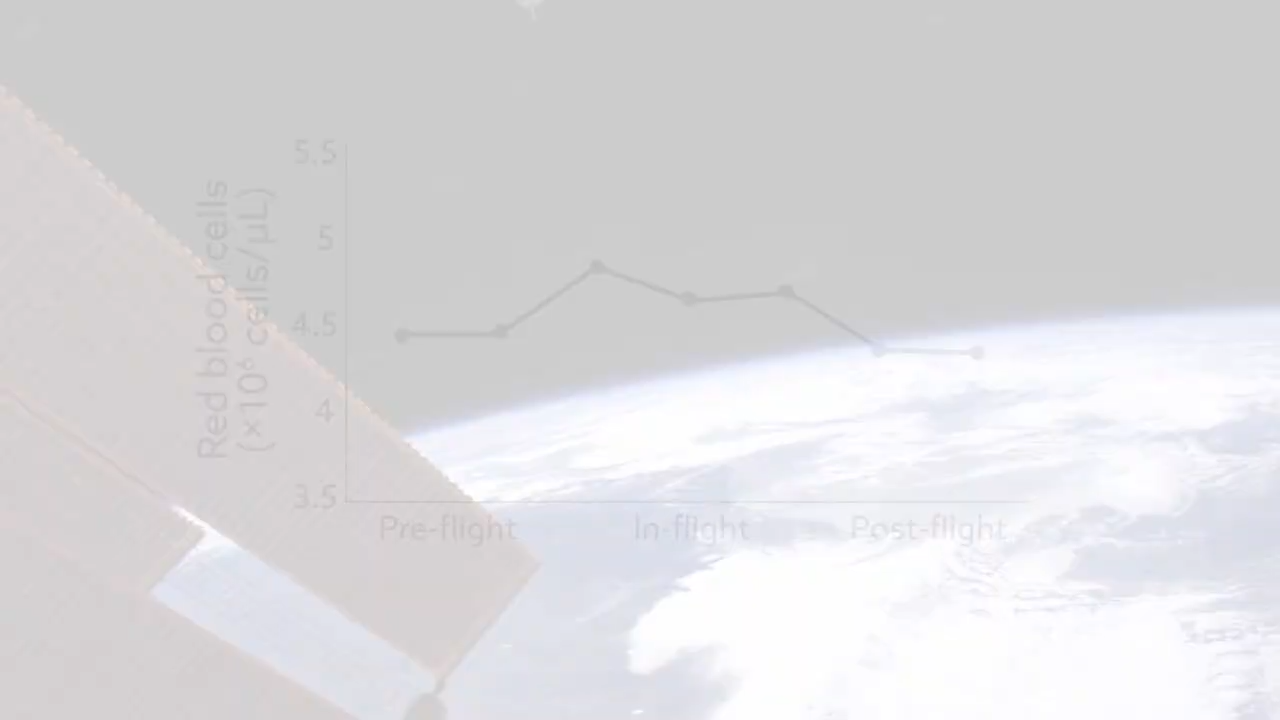 Red blood cells
(×10⁶ cells/µL)
5.5
5
4.5
4
3.5
Pre-flight
In-flight
Post-flight